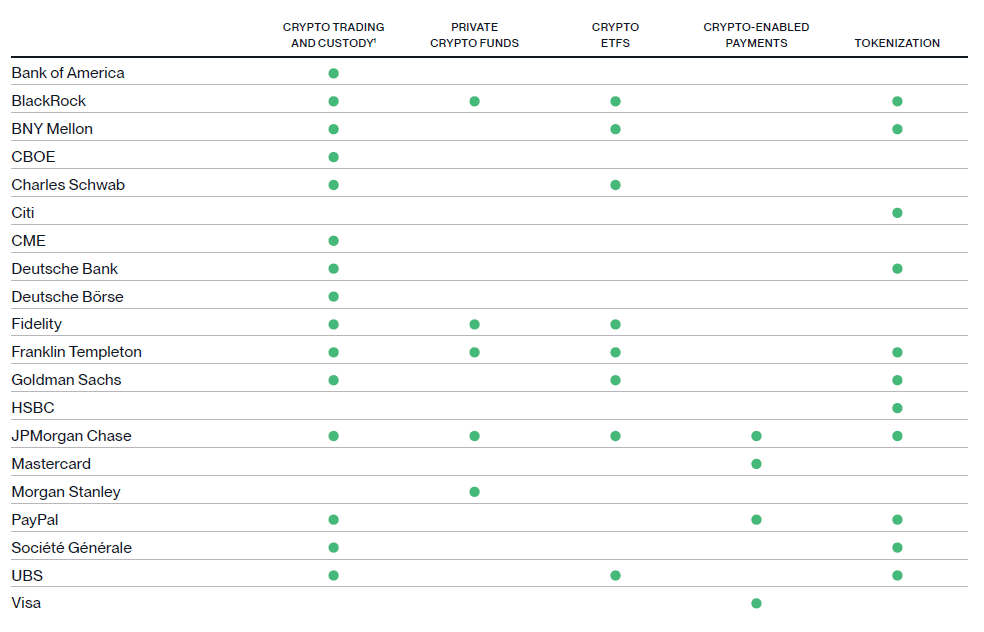 CRYPTO TRADING AND CUSTODY¹
PRIVATE CRYPTO FUNDS
CRYPTO ETFS
CRYPTO-ENABLED PAYMENTS
TOKENIZATION
Bank of America
BlackRock
BNY Mellon
CBOE
Charles Schwab
Citi
CME
Deutsche Bank
Deutsche Börse
Fidelity
Franklin Templeton
Goldman Sachs
HSBC
JPMorgan Chase
Mastercard
Morgan Stanley
PayPal
Société Générale
UBS
Visa